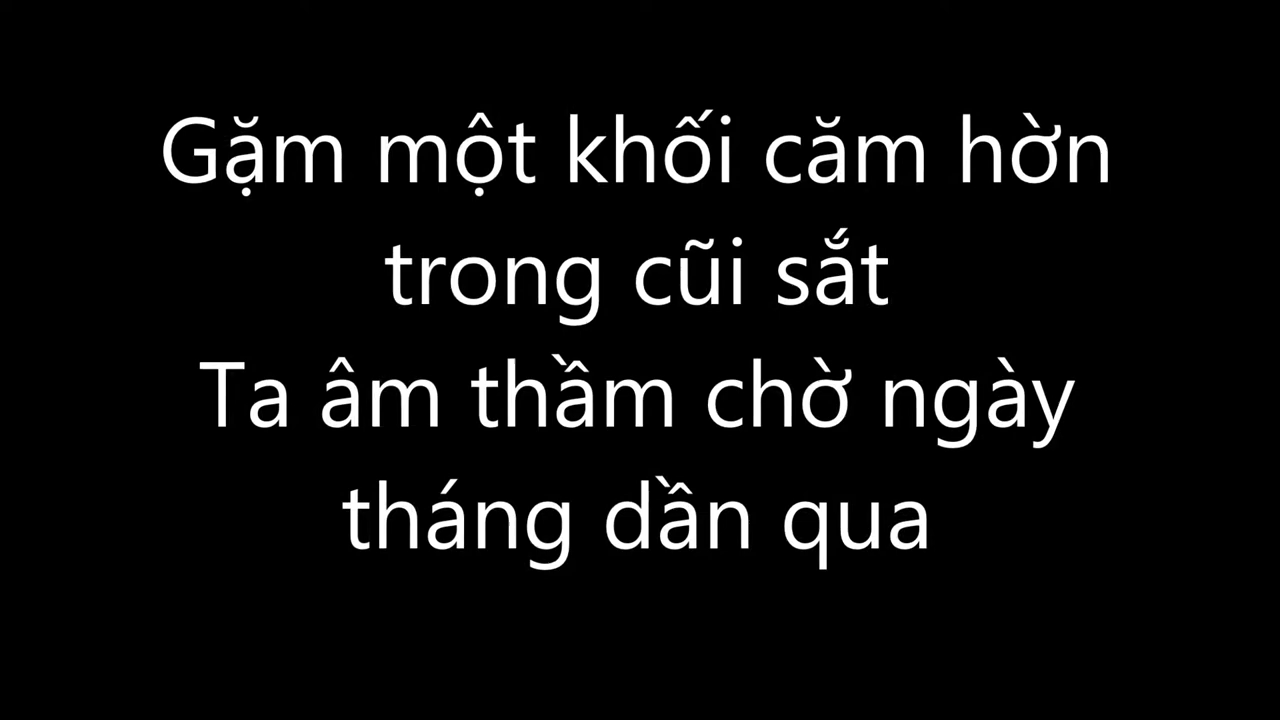 Gặm một khối căm hờn
trong cũi sắt
Ta âm thầm chờ ngày
tháng dần qua